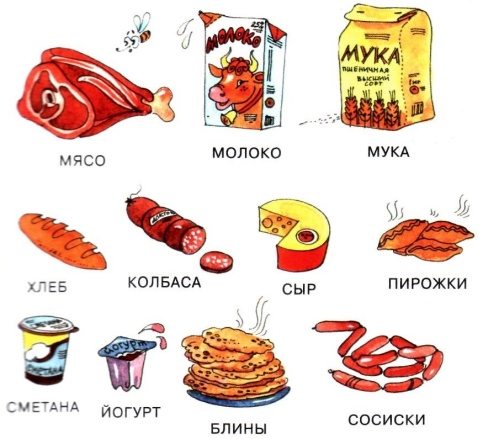 МОЛОКО
МУКА
ПШЕНИЧНАЯ
ВЫСШИЙ
СОРТ
МЯСО
МОЛОКО
МУКА
ХЛЕБ
КОЛБАСА
СЫР
ПИРОЖКИ
СМЕТАНА
йогурт
СМЕТАНА
ЙОГУРТ
БЛИНЫ
СОСИСКИ